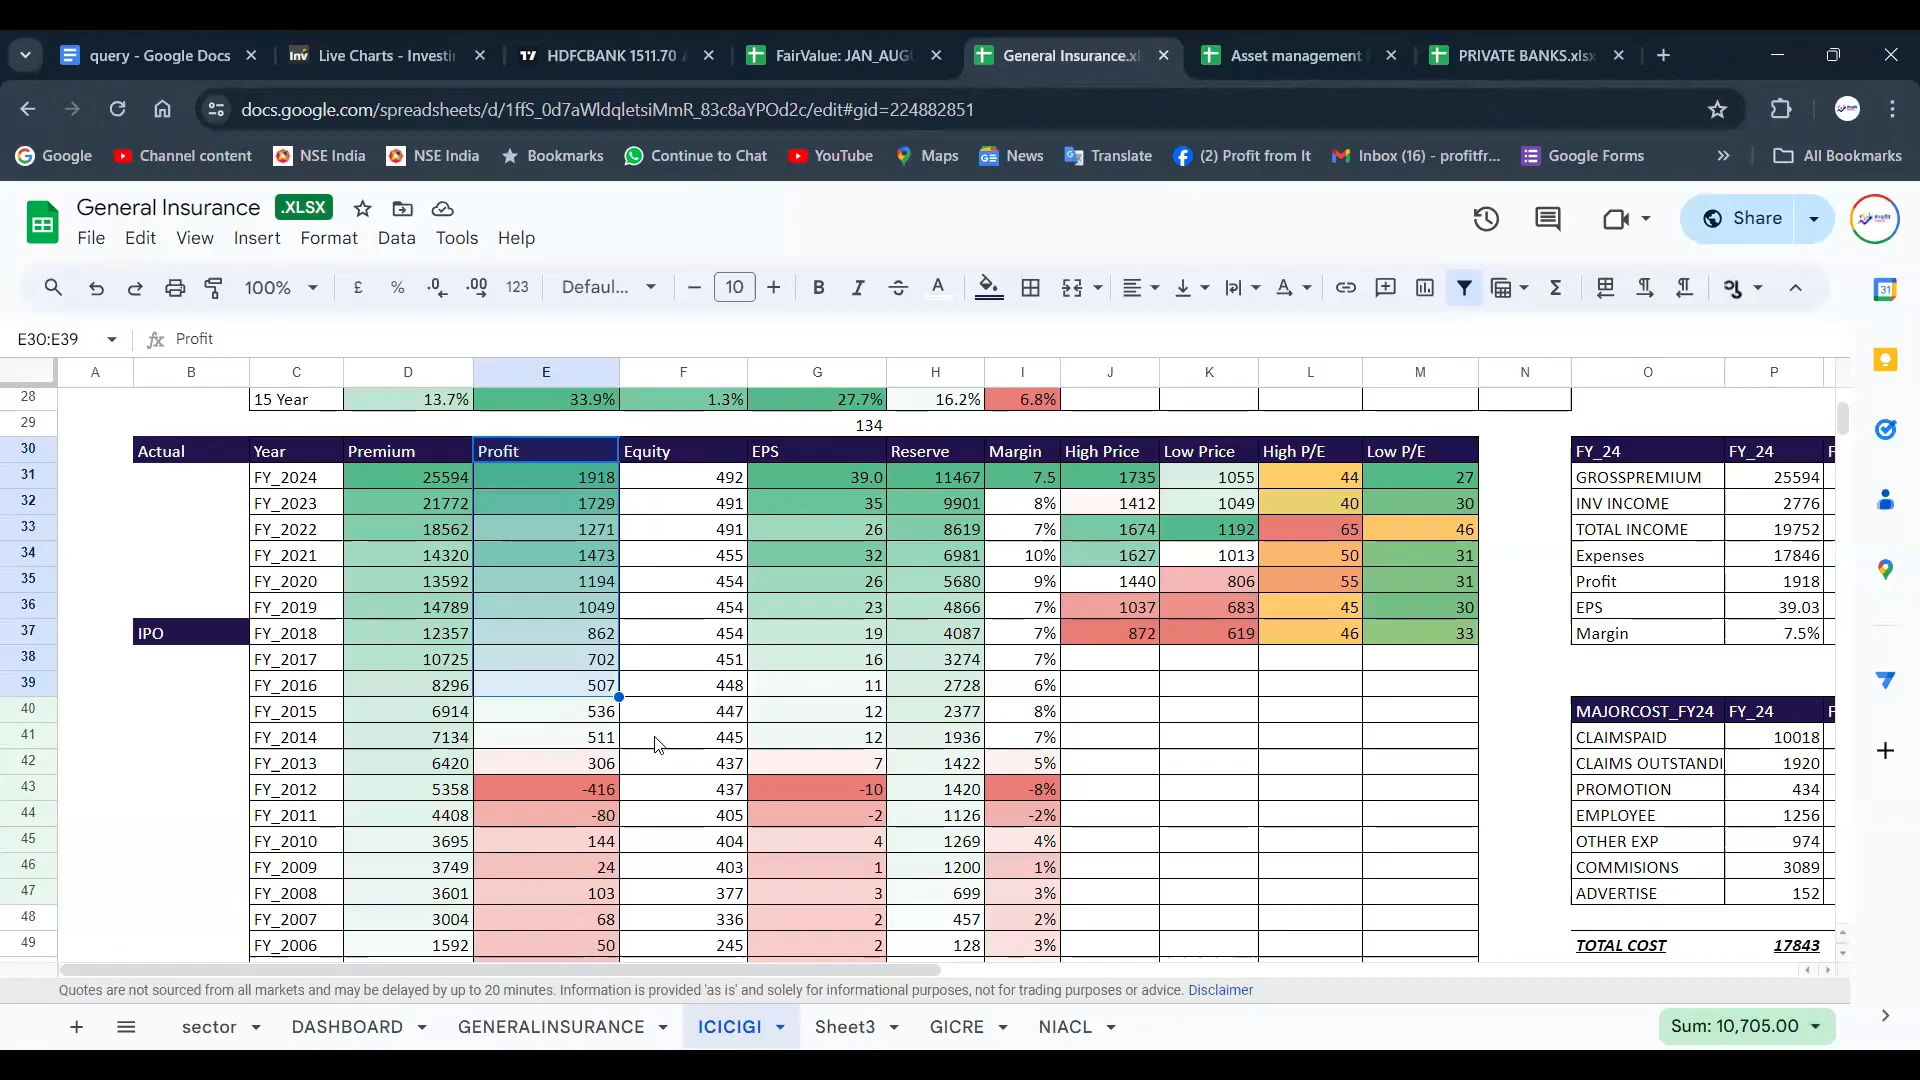 query - Google Docs
Live Charts - Investin
HDFCBANK 1511.70
FairValue: JAN_AUG
General Insurance.xl
Asset management
PRIVATE BANKS.xlsx
docs.google.com/spreadsheets/d/1ffS_0d7aWldqletsiMmR_83c8aYPOd2c/edit#gid=224882851
Google Channel content NSE India NSE India Bookmarks Continue to Chat YouTube Maps News Translate (2) Profit from It Inbox (16) - profitfr... Google Forms » All Bookmarks
General Insurance .XLSX
Share
File Edit View Insert Format Data Tools Help
100% £ % .0 .00 123 Defaul... 10 B I A Σ
E30:E39 fx Profit
A B C D E F G H I J K L M N O P
28 15 Year 13.7% 33.9% 1.3% 27.7% 16.2% 6.8%
29 134
30 Actual Year Premium Profit Equity EPS Reserve Margin High Price Low Price High P/E Low P/E FY_24 FY_24 F
31 FY_2024 25594 1918 492 39.0 11467 7.5 1735 1055 44 27 GROSSPREMIUM 25594
32 FY_2023 21772 1729 491 35 9901 8% 1412 1049 40 30 INV INCOME 2776
33 FY_2022 18562 1271 491 26 8619 7% 1674 1192 65 46 TOTAL INCOME 19752
34 FY_2021 14320 1473 455 32 6981 10% 1627 1013 50 31 Expenses 17846
35 FY_2020 13592 1194 454 26 5680 9% 1440 806 55 31 Profit 1918
36 FY_2019 14789 1049 454 23 4866 7% 1037 683 45 30 EPS 39.03
37 IPO FY_2018 12357 862 454 19 4087 7% 872 619 46 33 Margin 7.5%
38 FY_2017 10725 702 451 16 3274 7%
39 FY_2016 8296 507 448 11 2728 6%
40 FY_2015 6914 536 447 12 2377 8% MAJORCOST_FY24 FY_24 F
41 FY_2014 7134 511 445 12 1936 7% CLAIMSPAID 10018
42 FY_2013 6420 306 437 7 1422 5% CLAIMS OUTSTANDI 1920
43 FY_2012 5358 -416 437 -10 1420 -8% PROMOTION 434
44 FY_2011 4408 -80 405 -2 1126 -2% EMPLOYEE 1256
45 FY_2010 3695 144 404 4 1269 4% OTHER EXP 974
46 FY_2009 3749 24 403 1 1200 1% COMMISIONS 3089
47 FY_2008 3601 103 377 3 699 3% ADVERTISE 152
48 FY_2007 3004 68 336 2 457 2%
49 FY_2006 1592 50 245 2 128 3% TOTAL COST 17843
Quotes are not sourced from all markets and may be delayed by up to 20 minutes. Information is provided 'as is' and solely for informational purposes, not for trading purposes or advice. Disclaimer
sector DASHBOARD GENERALINSURANCE ICICIGI Sheet3 GICRE NIACL Sum: 10,705.00